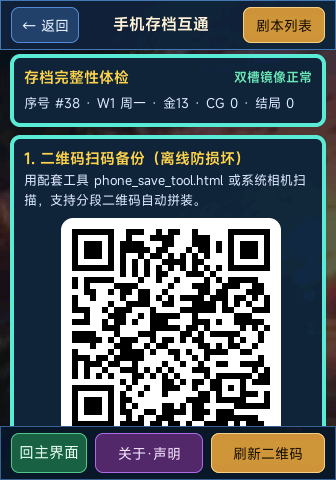 ← 返回
手机存档互通
剧本列表
存档完整性体检
双槽镜像正常
序号 #38 · W1 周一 · 金13 · CG 0 · 结局 0
1. 二维码扫码备份（离线防损坏）
用配套工具 phone_save_tool.html 或系统相机扫
描，支持分段二维码自动拼装。
回主界面
关于·声明
刷新二维码